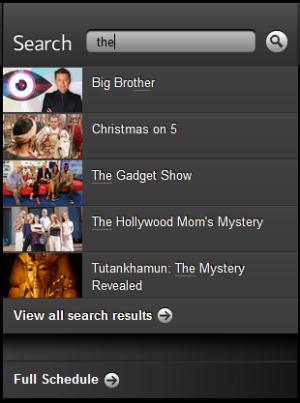 Search the
Big Brother
Christmas on 5
The Gadget Show
The Hollywood Mom's Mystery
Tutankhamun: The Mystery
Revealed
View all search results
Full Schedule